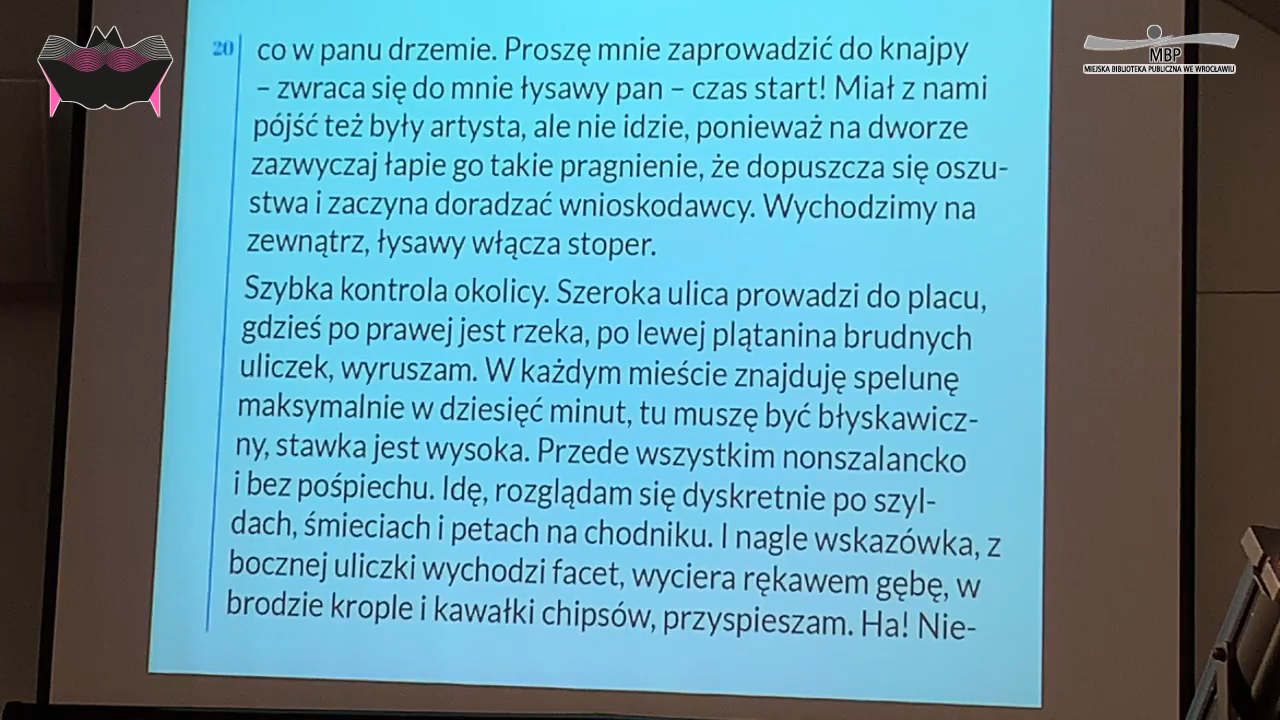 20
co w panu drzemie. Proszę mnie zaprowadzić do knajpy
– zwraca się do mnie łysawy pan – czas start! Miał z nami
pójść też były artysta, ale nie idzie, ponieważ na dworze
zazwyczaj łapie go takie pragnienie, że dopuszcza się oszu-
stwa i zaczyna doradzać wnioskodawcy. Wychodzimy na
zewnątrz, łysawy włącza stoper.
Szybka kontrola okolicy. Szeroka ulica prowadzi do placu,
gdzieś po prawej jest rzeka, po lewej plątanina brudnych
uliczek, wyruszam. W każdym mieście znajduję spelunę
maksymalnie w dziesięć minut, tu muszę być błyskawicz-
ny, stawka jest wysoka. Przede wszystkim nonszalancko
i bez pośpiechu. Idę, rozglądam się dyskretnie po szyl-
dach, śmieciach i petach na chodniku. I nagle wskazówka, z
bocznej uliczki wychodzi facet, wyciera rękawem gębę, w
brodzie krople i kawałki chipsów, przyspieszam. Ha! Nie-
MBP
MIEJSKA BIBLIOTEKA PUBLICZNA WE WROCŁAWIU